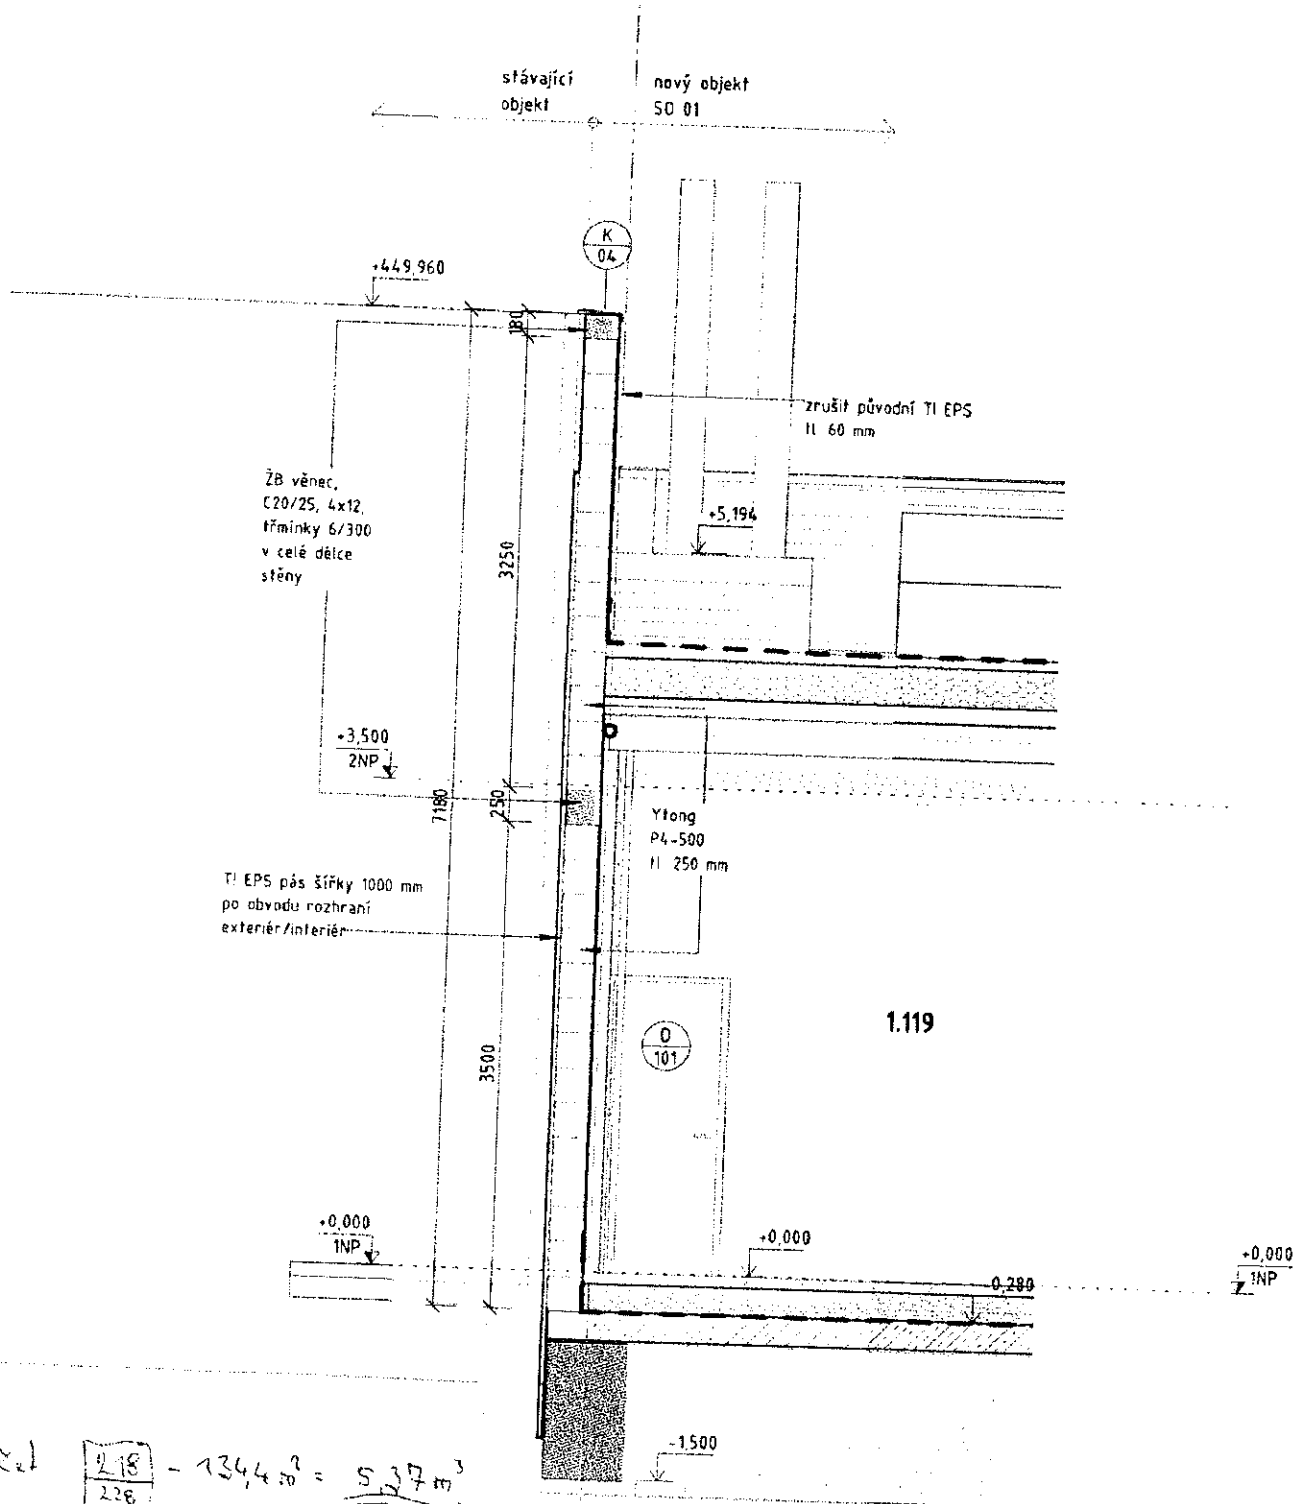 stávající
objekt
nový objekt
SO 01
K
04
+449,960
180
zrušit původní TI EPS
tl. 60 mm
ŽB věnec,
C20/25, 4x12,
třmínky 6/300
v celé délce
stěny
+5,194
3250
+3,500
2NP
7180
250
Ytong
P4-500
tl. 250 mm
TI EPS pás šířky 1000 mm
po obvodu rozhraní
exteriér/interiér
1.119
O
101
3500
+0,000
1NP
+0,000
+0,000
1NP
-0,280
-1,500
218
228
- 134,4 m² = 5,37 m³